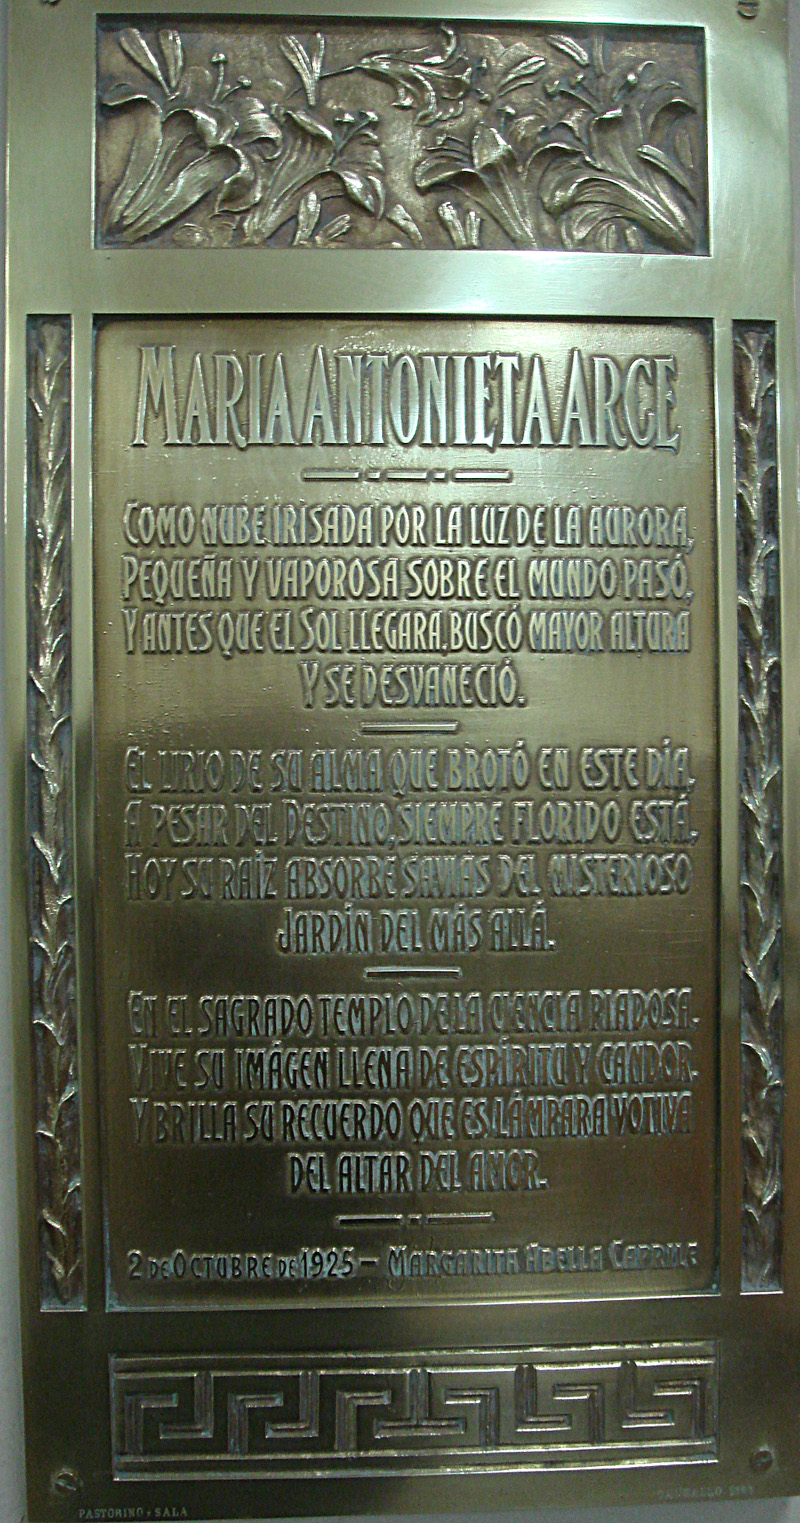 MARIA ANTONIETA ARCE
COMO NUBE IRISADA POR LA LUZ DE LA AURORA,
PEQUEÑA Y VAPOROSA SOBRE EL MUNDO PASÓ,
Y ANTES QUE EL SOL LLEGARA, BUSCÓ MAYOR ALTURA
Y SE DESVANECIÓ.
EL LIRIO DE SU ALMA QUE BROTÓ EN ESTE DÍA,
A PESAR DEL DESTINO, SIEMPRE FLORIDO ESTÁ,
HOY SU RAÍZ ABSORBE SAVIAS DEL MISTERIOSO
JARDÍN DEL MÁS ALLÁ.
EN EL SAGRADO TEMPLO DE LA CIENCIA PIADOSA.
VIVE SU IMÁGEN LLENA DE ESPÍRITU Y CANDOR.
Y BRILLA SU RECUERDO QUE ES LÁMPARA VOTIVA
DEL ALTAR DEL AMOR.
2 DE OCTUBRE DE 1925 — MARGARITA ABELLA CAPRILE
PASTORINO Y SALA